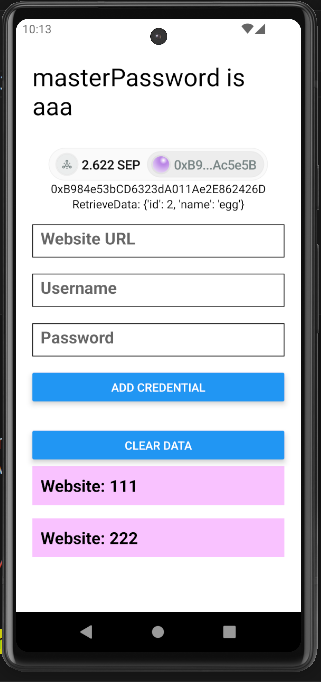 10:13
masterPassword is
aaa
2.622 SEP 0xB9...Ac5e5B
0xB984e53bCD6323dA011Ae2E862426D
RetrieveData: {'id': 2, 'name': 'egg'}
Website URL
Username
Password
ADD CREDENTIAL
CLEAR DATA
Website: 111
Website: 222